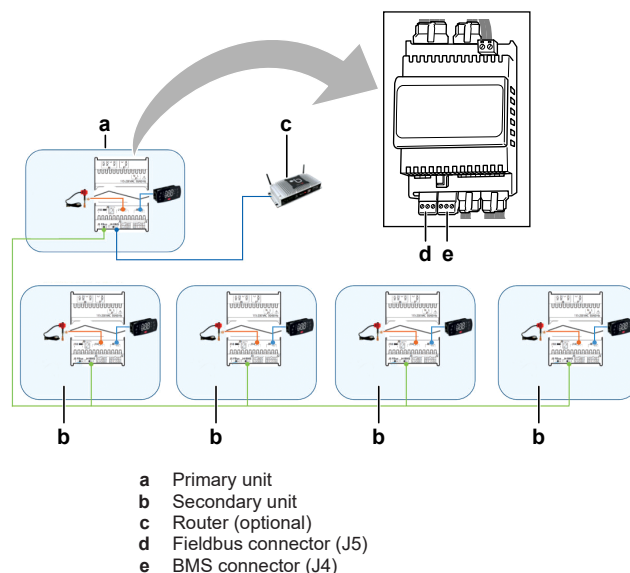 a
c
d e
b
b
b
b
a Primary unit
b Secondary unit
c Router (optional)
d Fieldbus connector (J5)
e BMS connector (J4)